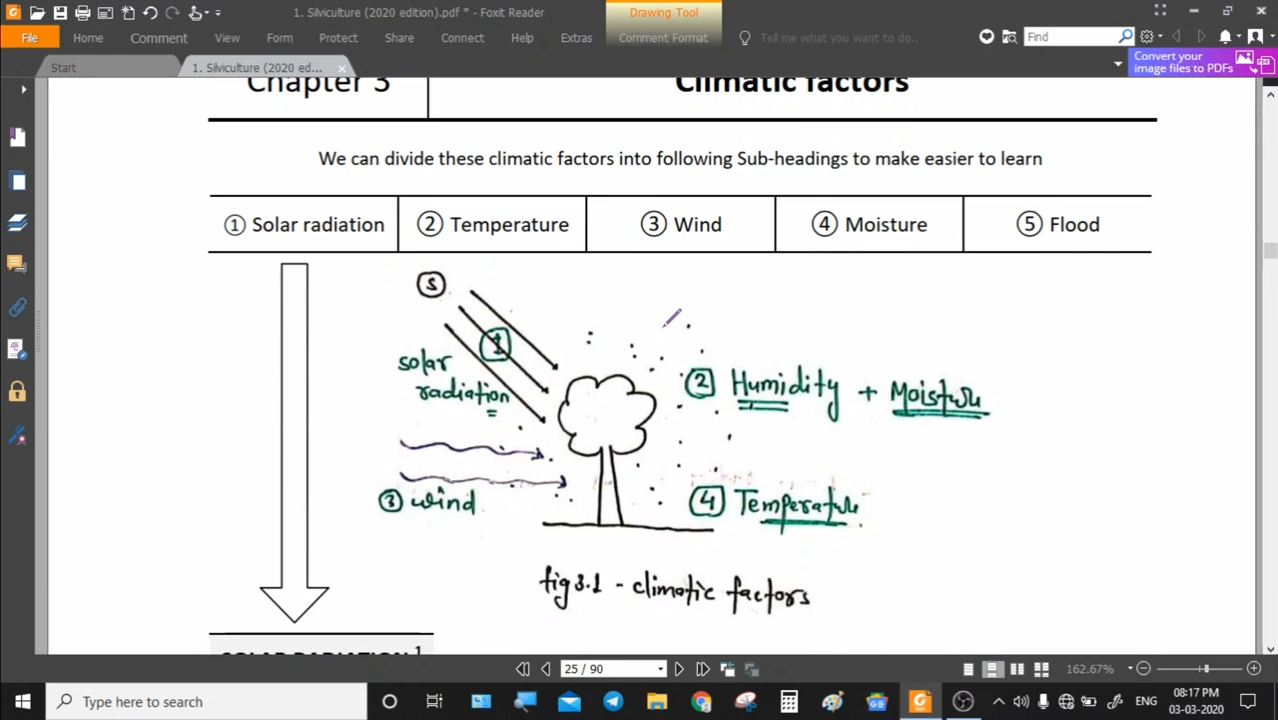 1. Silviculture (2020 edition).pdf * - Foxit Reader
Drawing Tool
File
Home
Comment
View
Form
Protect
Share
Connect
Help
Extras
Comment Format
Tell me what you want to do..
Find
Start
1. Silviculture (2020 ed...
Convert your
image files to PDFs
Chapter 3
Climatic factors
We can divide these climatic factors into following Sub-headings to make easier to learn
① Solar radiation
② Temperature
③ Wind
④ Moisture
⑤ Flood
S
1
solar
radiation
② Humidity + Moisture
③ wind
④ Temperature
fig 3.1 - climatic factors
SOLAR RADIATION 1
25 / 90
162.67%
Type here to search
ENG
08:17 PM
03-03-2020